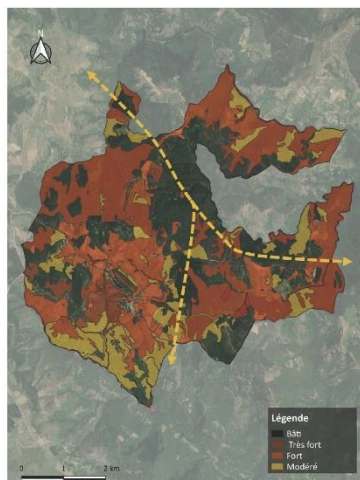 N
Légende
Bâti
Très fort
Fort
Modéré
0 1 2 km